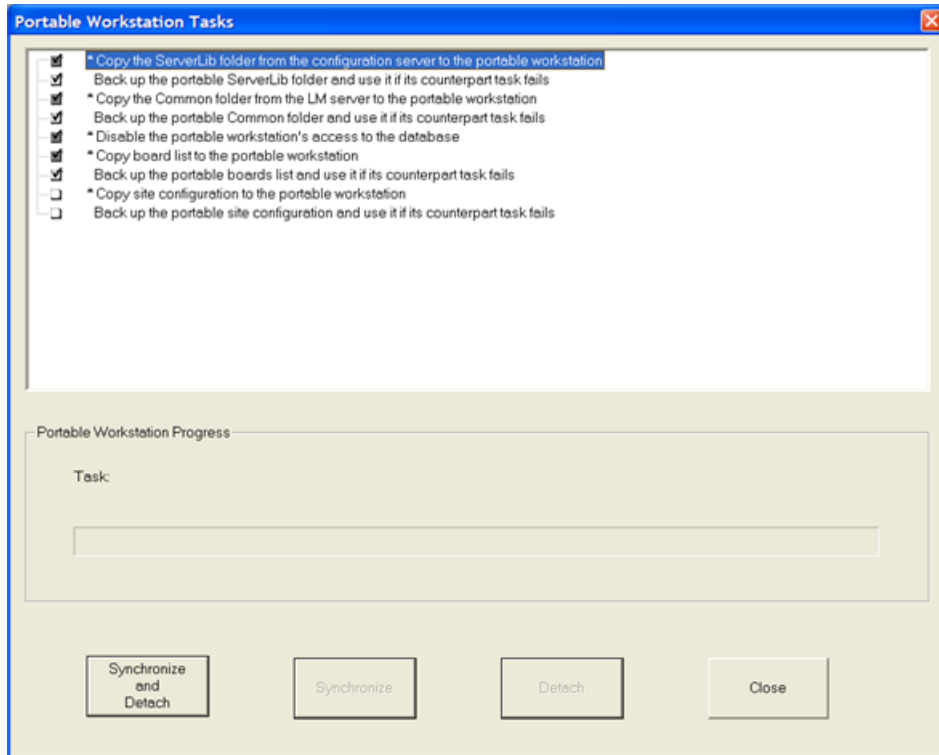 Portable Workstation Tasks
* Copy the ServerLib folder from the configuration server to the portable workstation
Back up the portable ServerLib folder and use it if its counterpart task fails
* Copy the Common folder from the LM server to the portable workstation
Back up the portable Common folder and use it if its counterpart task fails
* Disable the portable workstation's access to the database
* Copy board list to the portable workstation
Back up the portable boards list and use it if its counterpart task fails
* Copy site configuration to the portable workstation
Back up the portable site configuration and use it if its counterpart task fails
Portable Workstation Progress
Task:
Synchronize
and
Detach
Synchronize
Detach
Close